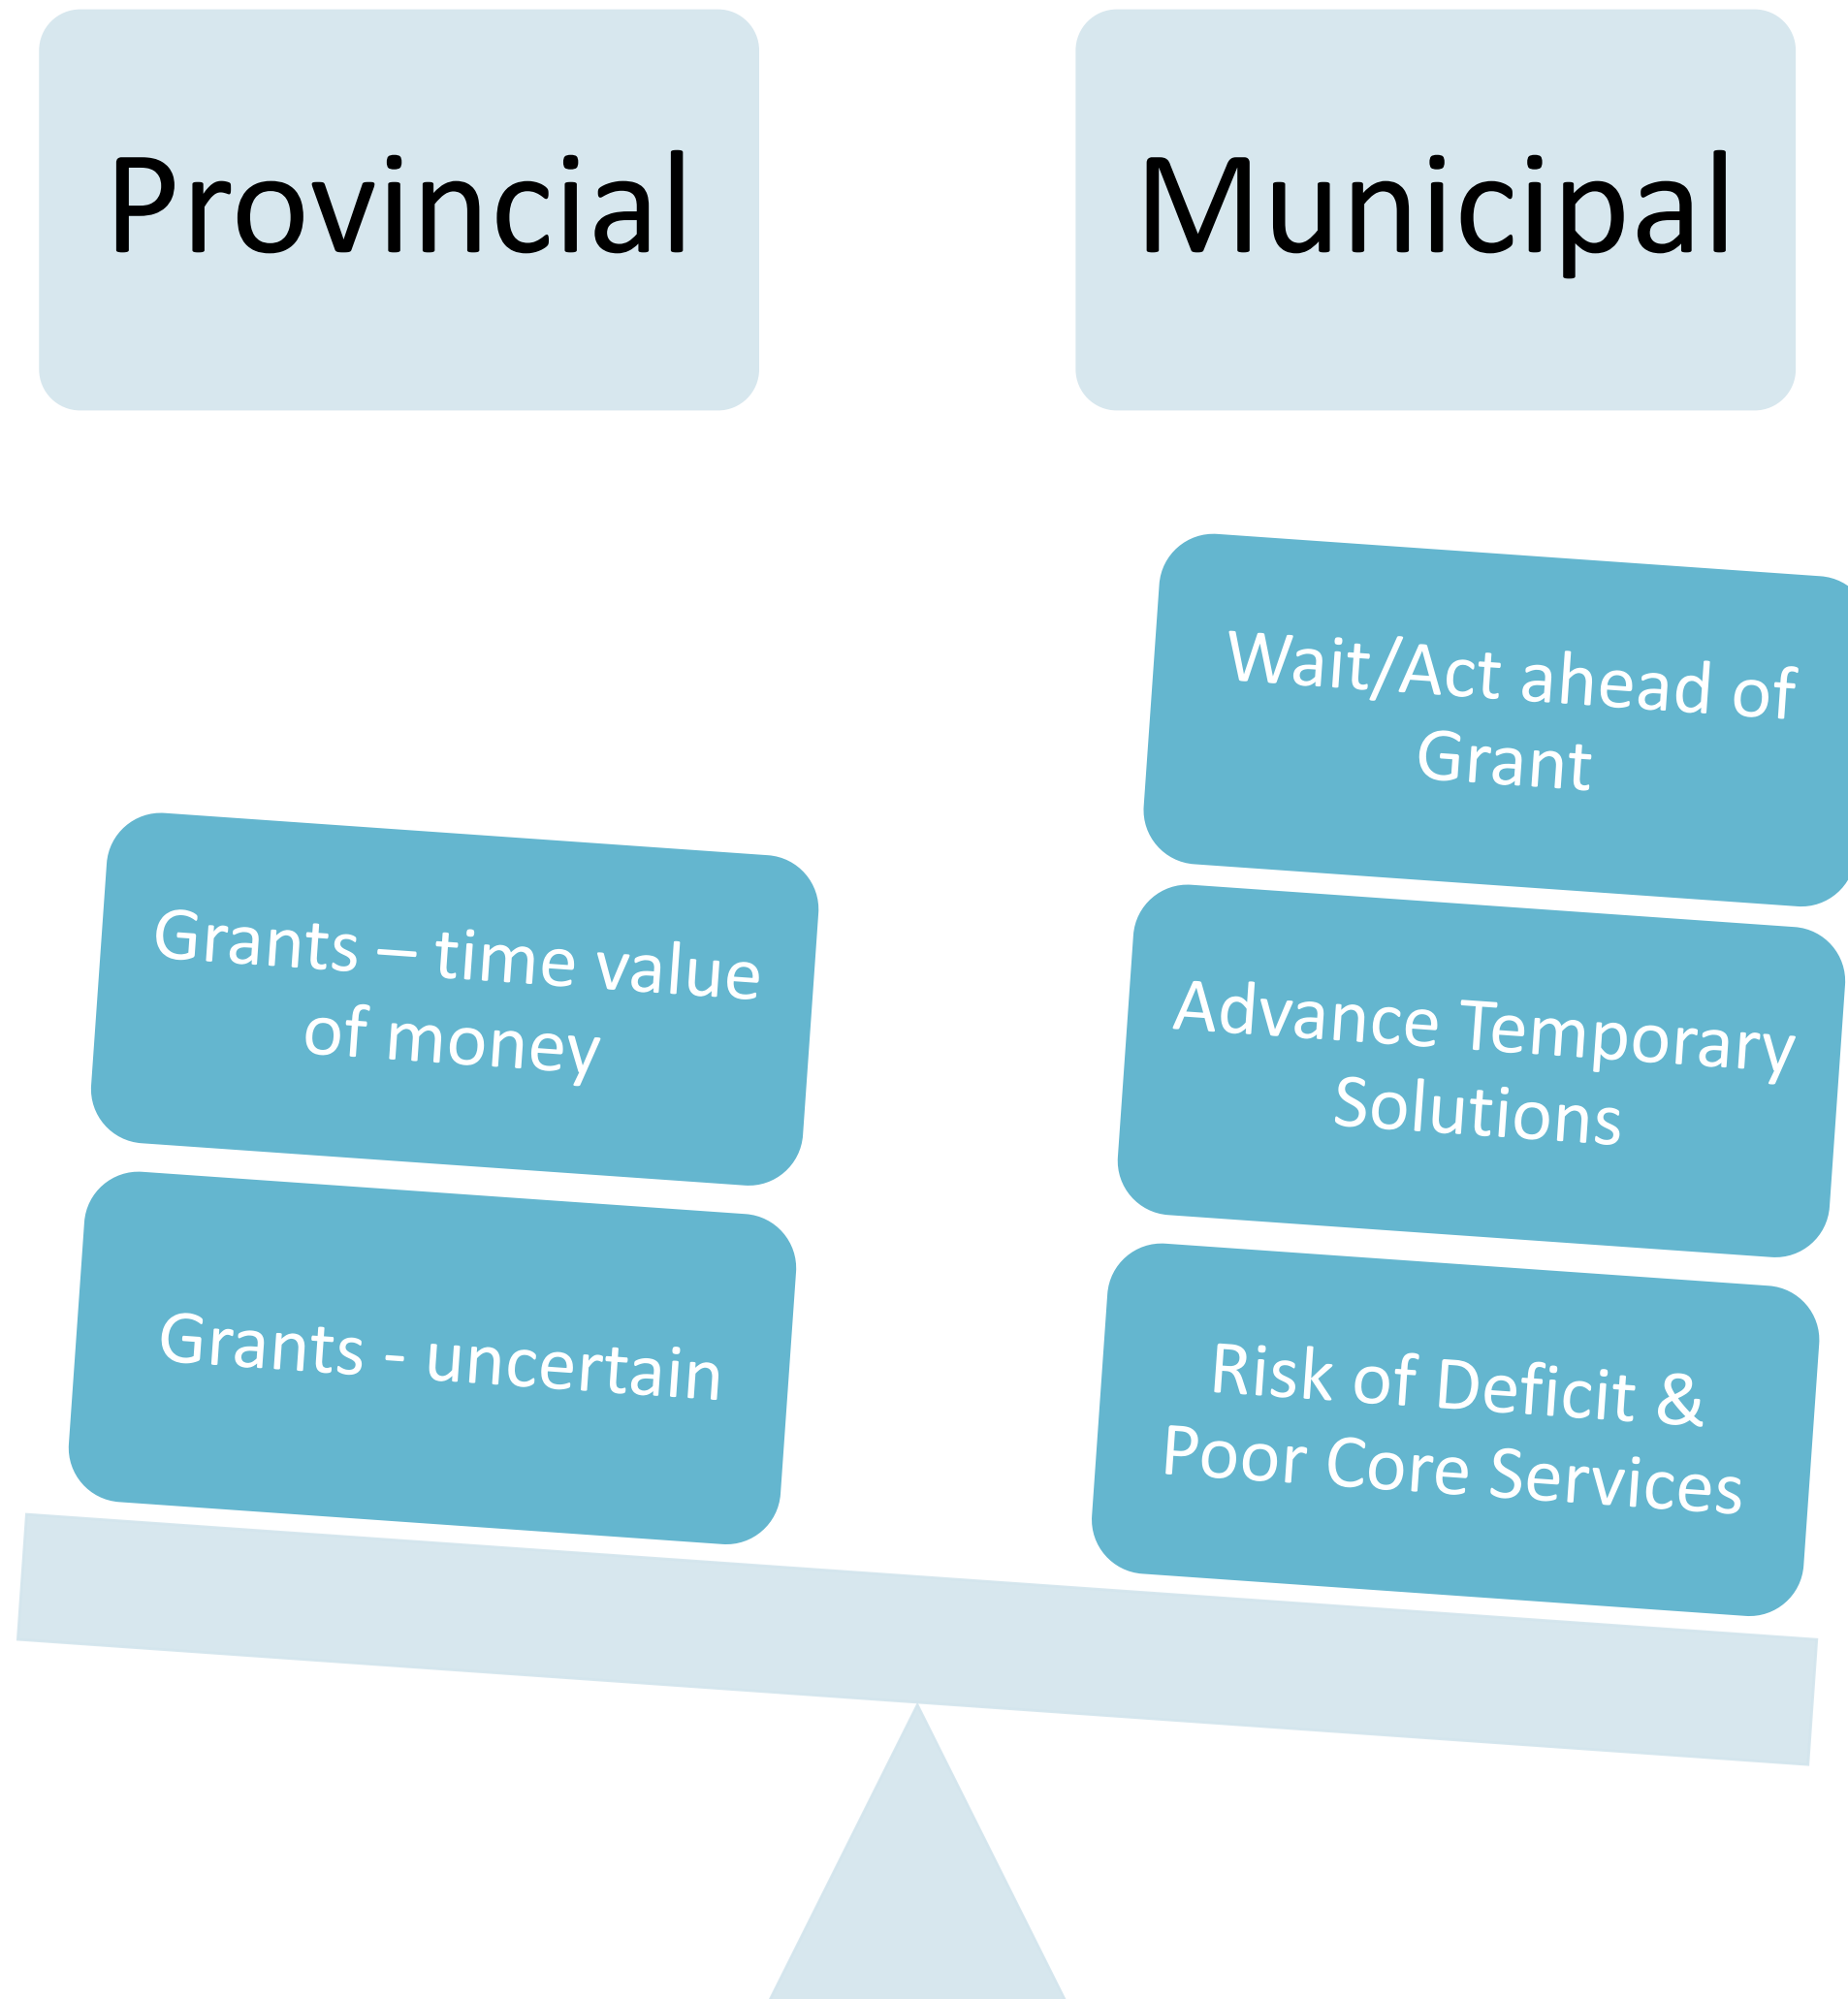 Provincial
Municipal
Grants – time value
of money
Grants - uncertain
Wait/Act ahead of
Grant
Advance Temporary
Solutions
Risk of Deficit &
Poor Core Services